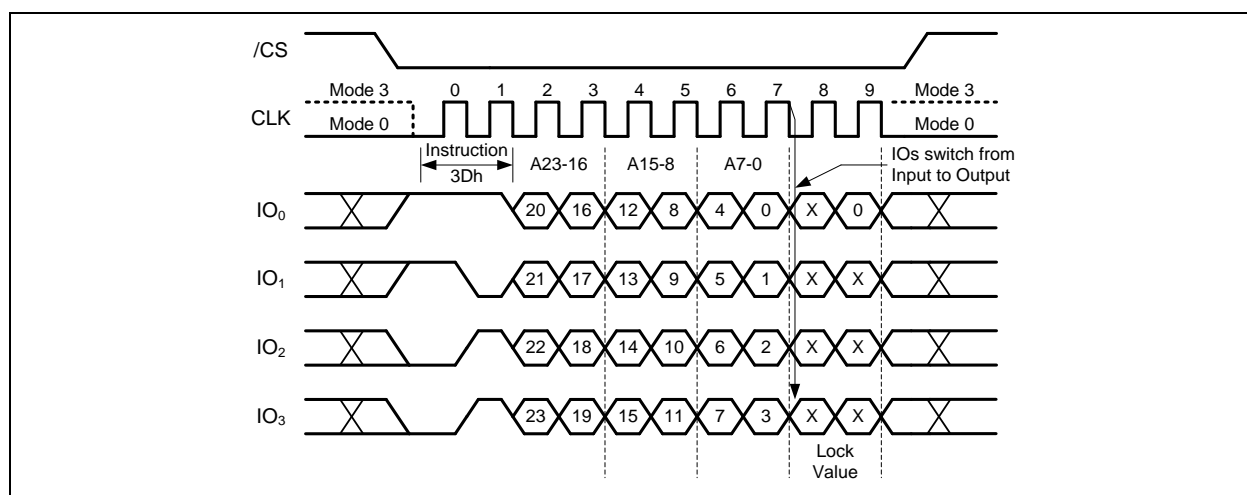 /CS
Mode 3 0 1 2 3 4 5 6 7 8 9 Mode 3
CLK
Mode 0 Mode 0
Instruction A23-16 A15-8 A7-0 IOs switch from
3Dh Input to Output
IO0 20 16 12 8 4 0 X 0
IO1 21 17 13 9 5 1 X X
IO2 22 18 14 10 6 2 X X
IO3 23 19 15 11 7 3 X X
Lock
Value